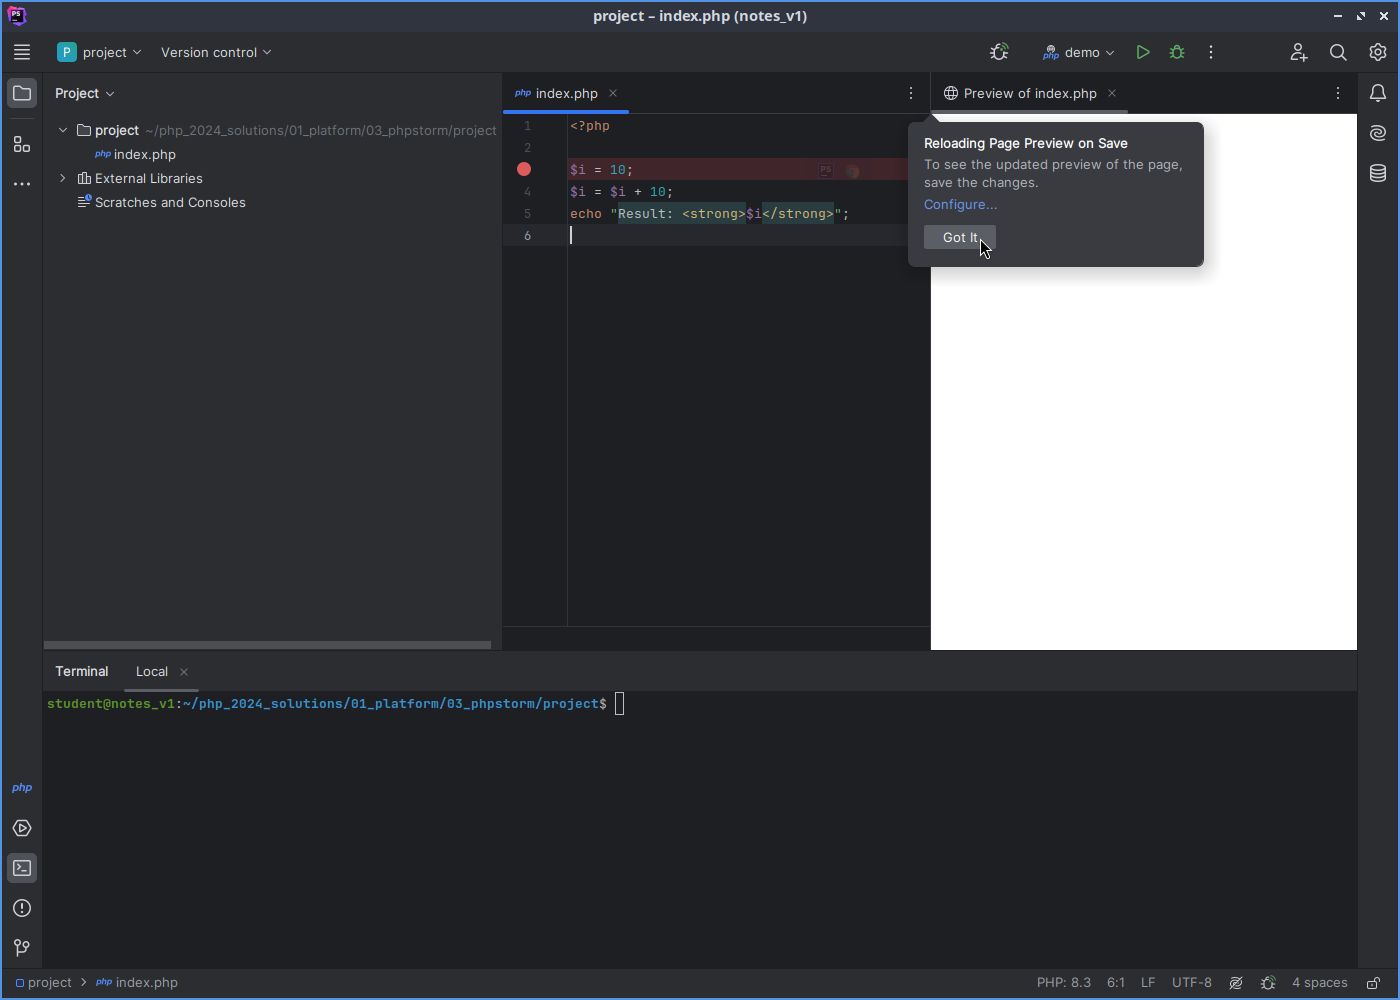 project – index.php (notes_v1)
P project Version control demo
Project
project ~/php_2024_solutions/01_platform/03_phpstorm/project
php index.php
External Libraries
Scratches and Consoles
php index.php
Preview of index.php
1 <?php
2
$i = 10;
4 $i = $i + 10;
5 echo "Result: <strong>$i</strong>";
6
Reloading Page Preview on Save
To see the updated preview of the page,
save the changes.
Configure...
Got It
Terminal Local
student@notes_v1:~/php_2024_solutions/01_platform/03_phpstorm/project$
php
project php index.php
PHP: 8.3 6:1 LF UTF-8 4 spaces